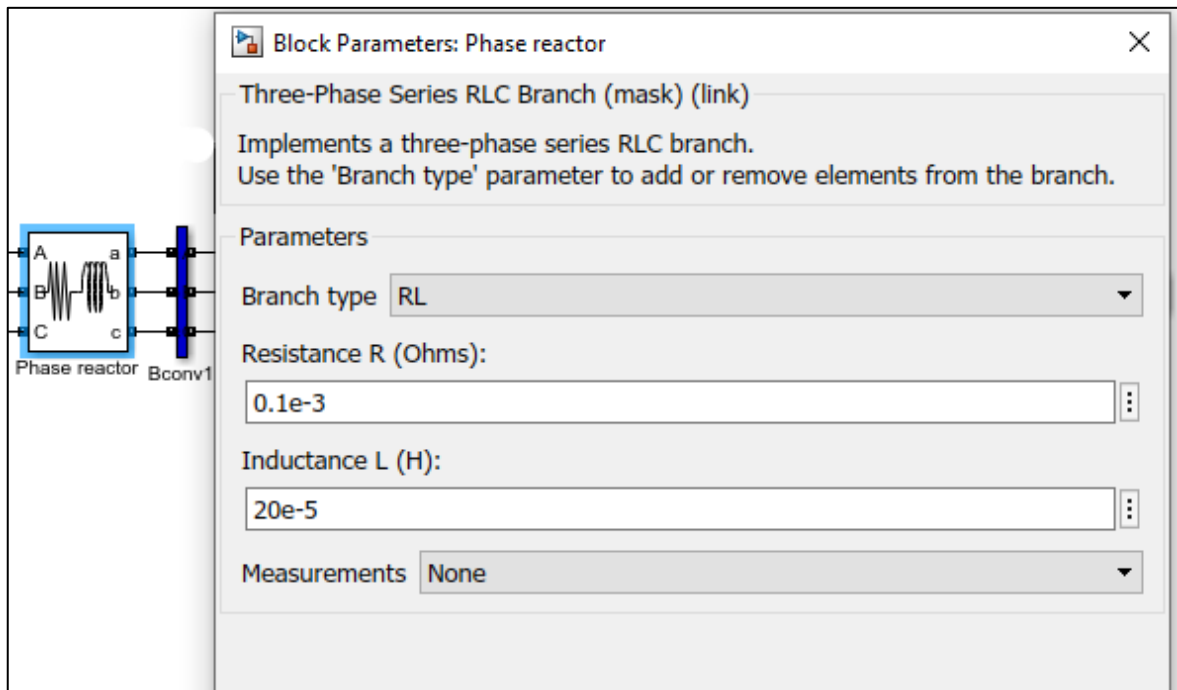 Block Parameters: Phase reactor
Three-Phase Series RLC Branch (mask) (link)
Implements a three-phase series RLC branch.
Use the 'Branch type' parameter to add or remove elements from the branch.
Parameters
Branch type RL
Resistance R (Ohms):
0.1e-3
Inductance L (H):
20e-5
Measurements None
A a
B b
C c
Phase reactor Bconv1